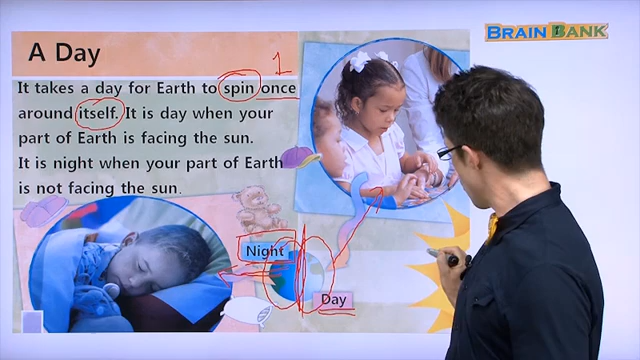 BRAIN BANK
A Day
1
It takes a day for Earth to spin once
around itself. It is day when your
part of Earth is facing the sun.
It is night when your part of Earth
is not facing the sun.
Night
Day